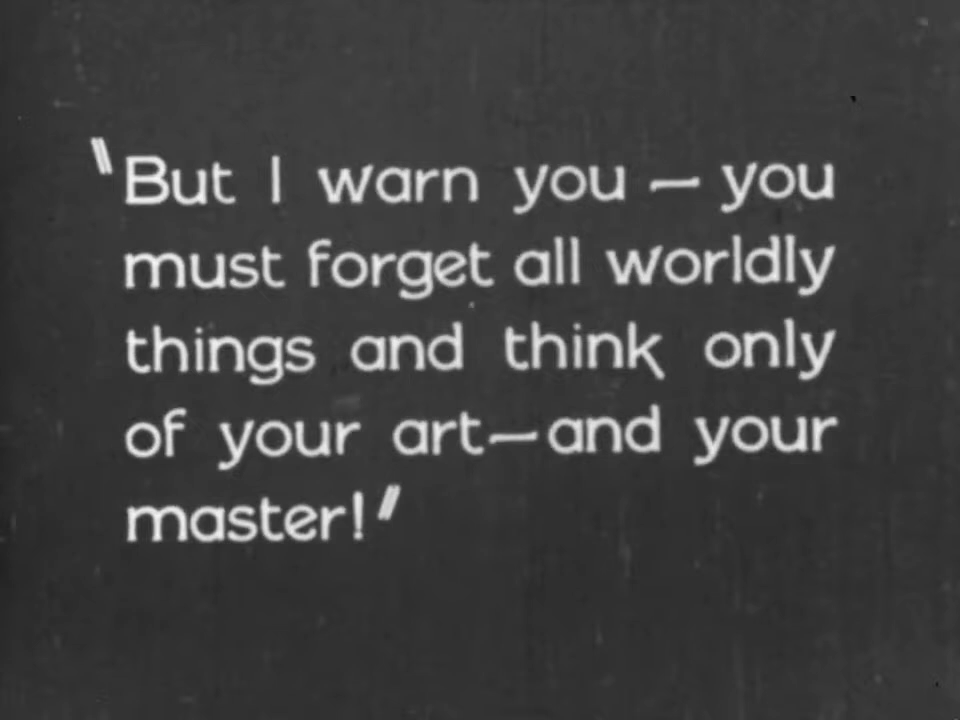 "But I warn you — you
must forget all worldly
things and think only
of your art—and your
master!"